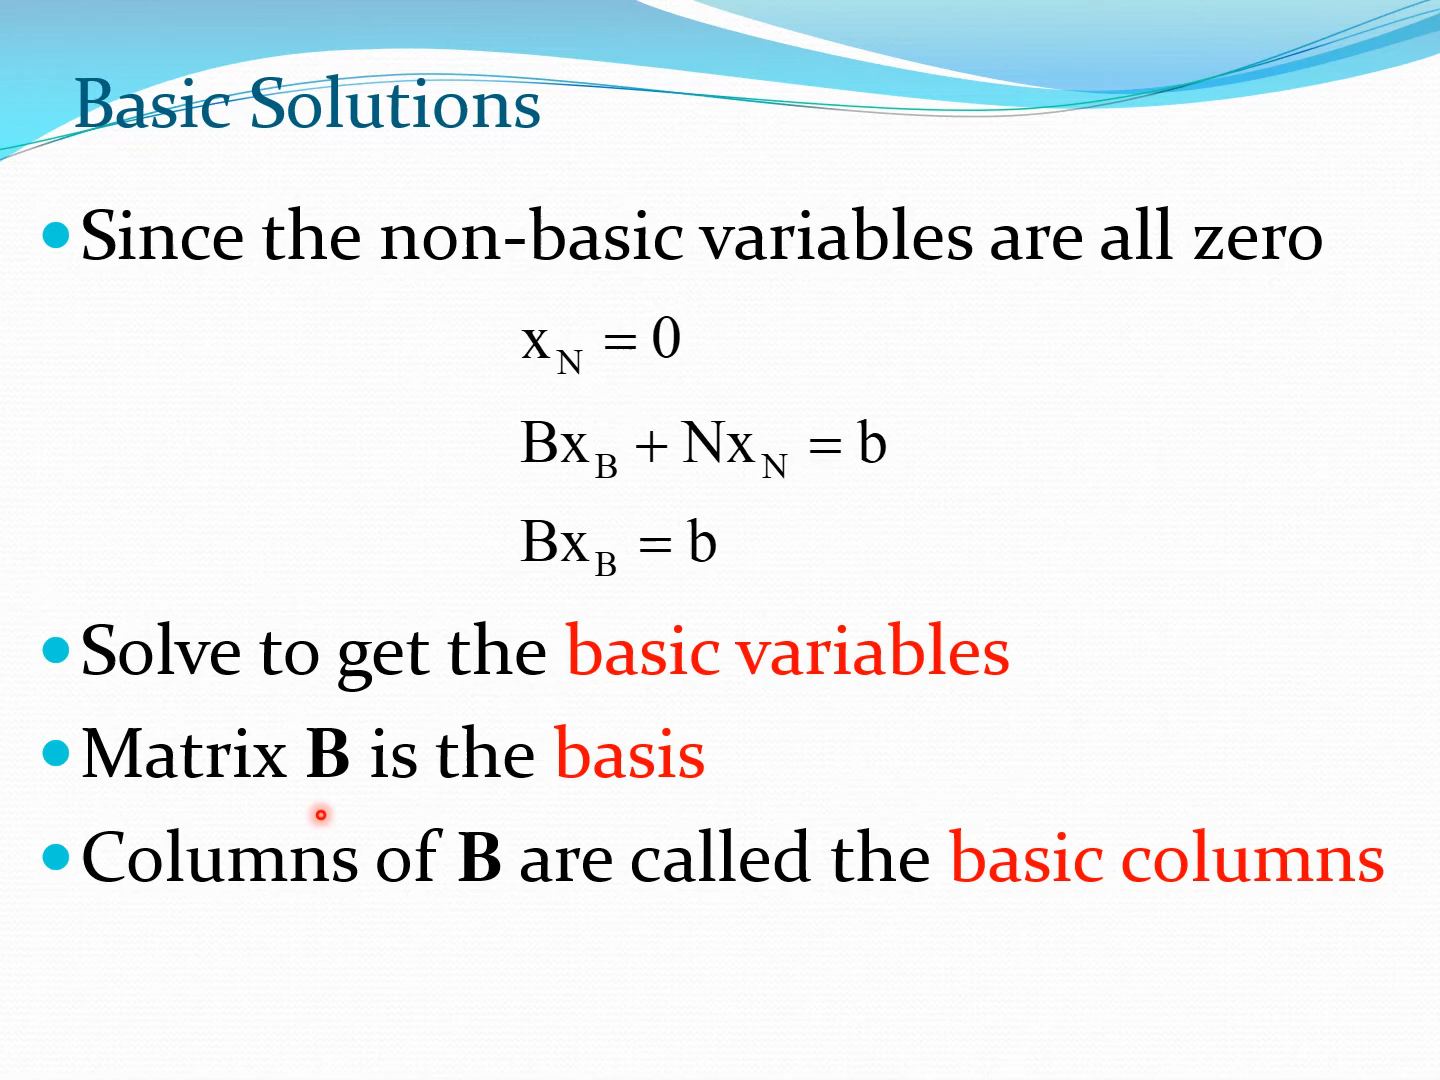 Basic Solutions
Since the non-basic variables are all zero
x_N = 0
Bx_B + Nx_N = b
Bx_B = b
Solve to get the basic variables
Matrix B is the basis
Columns of B are called the basic columns